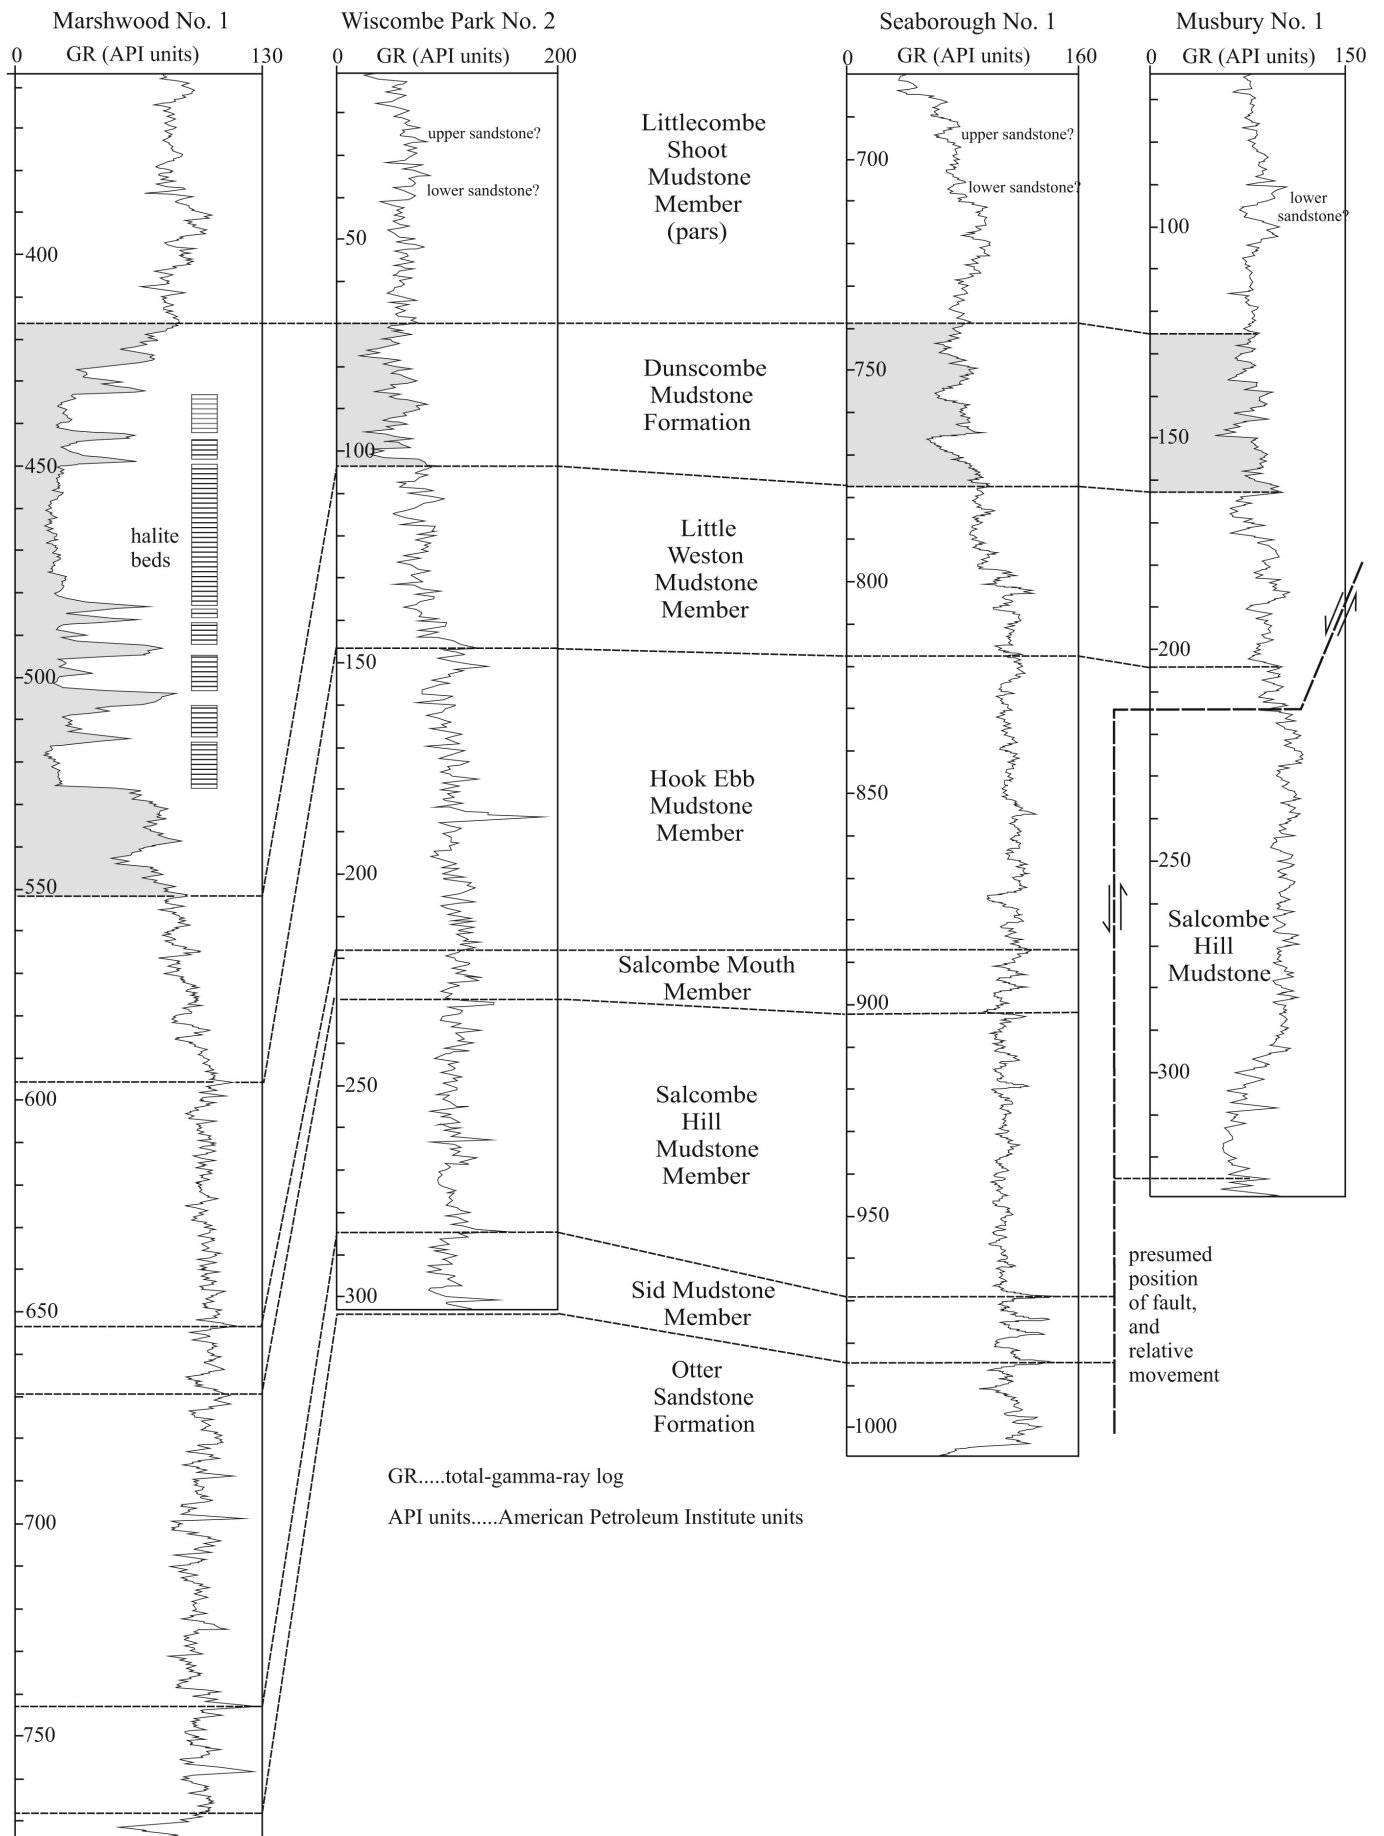 Marshwood No. 1
Wiscombe Park No. 2
Seaborough No. 1
Musbury No. 1
0 GR (API units) 130
0 GR (API units) 200
0 GR (API units) 160
0 GR (API units) 150
400
450
500
550
600
650
700
750
halite
beds
upper sandstone?
lower sandstone?
50
100
150
200
250
300
Littlecombe
Shoot
Mudstone
Member
(pars)
Dunscombe
Mudstone
Formation
Little
Weston
Mudstone
Member
Hook Ebb
Mudstone
Member
Salcombe Mouth
Member
Salcombe
Hill
Mudstone
Member
Sid Mudstone
Member
Otter
Sandstone
Formation
upper sandstone?
lower sandstone?
700
750
800
850
900
950
1000
lower
sandstone?
100
150
200
250
300
Salcombe
Hill
Mudstone
presumed
position
of fault,
and
relative
movement
GR.....total-gamma-ray log
API units.....American Petroleum Institute units